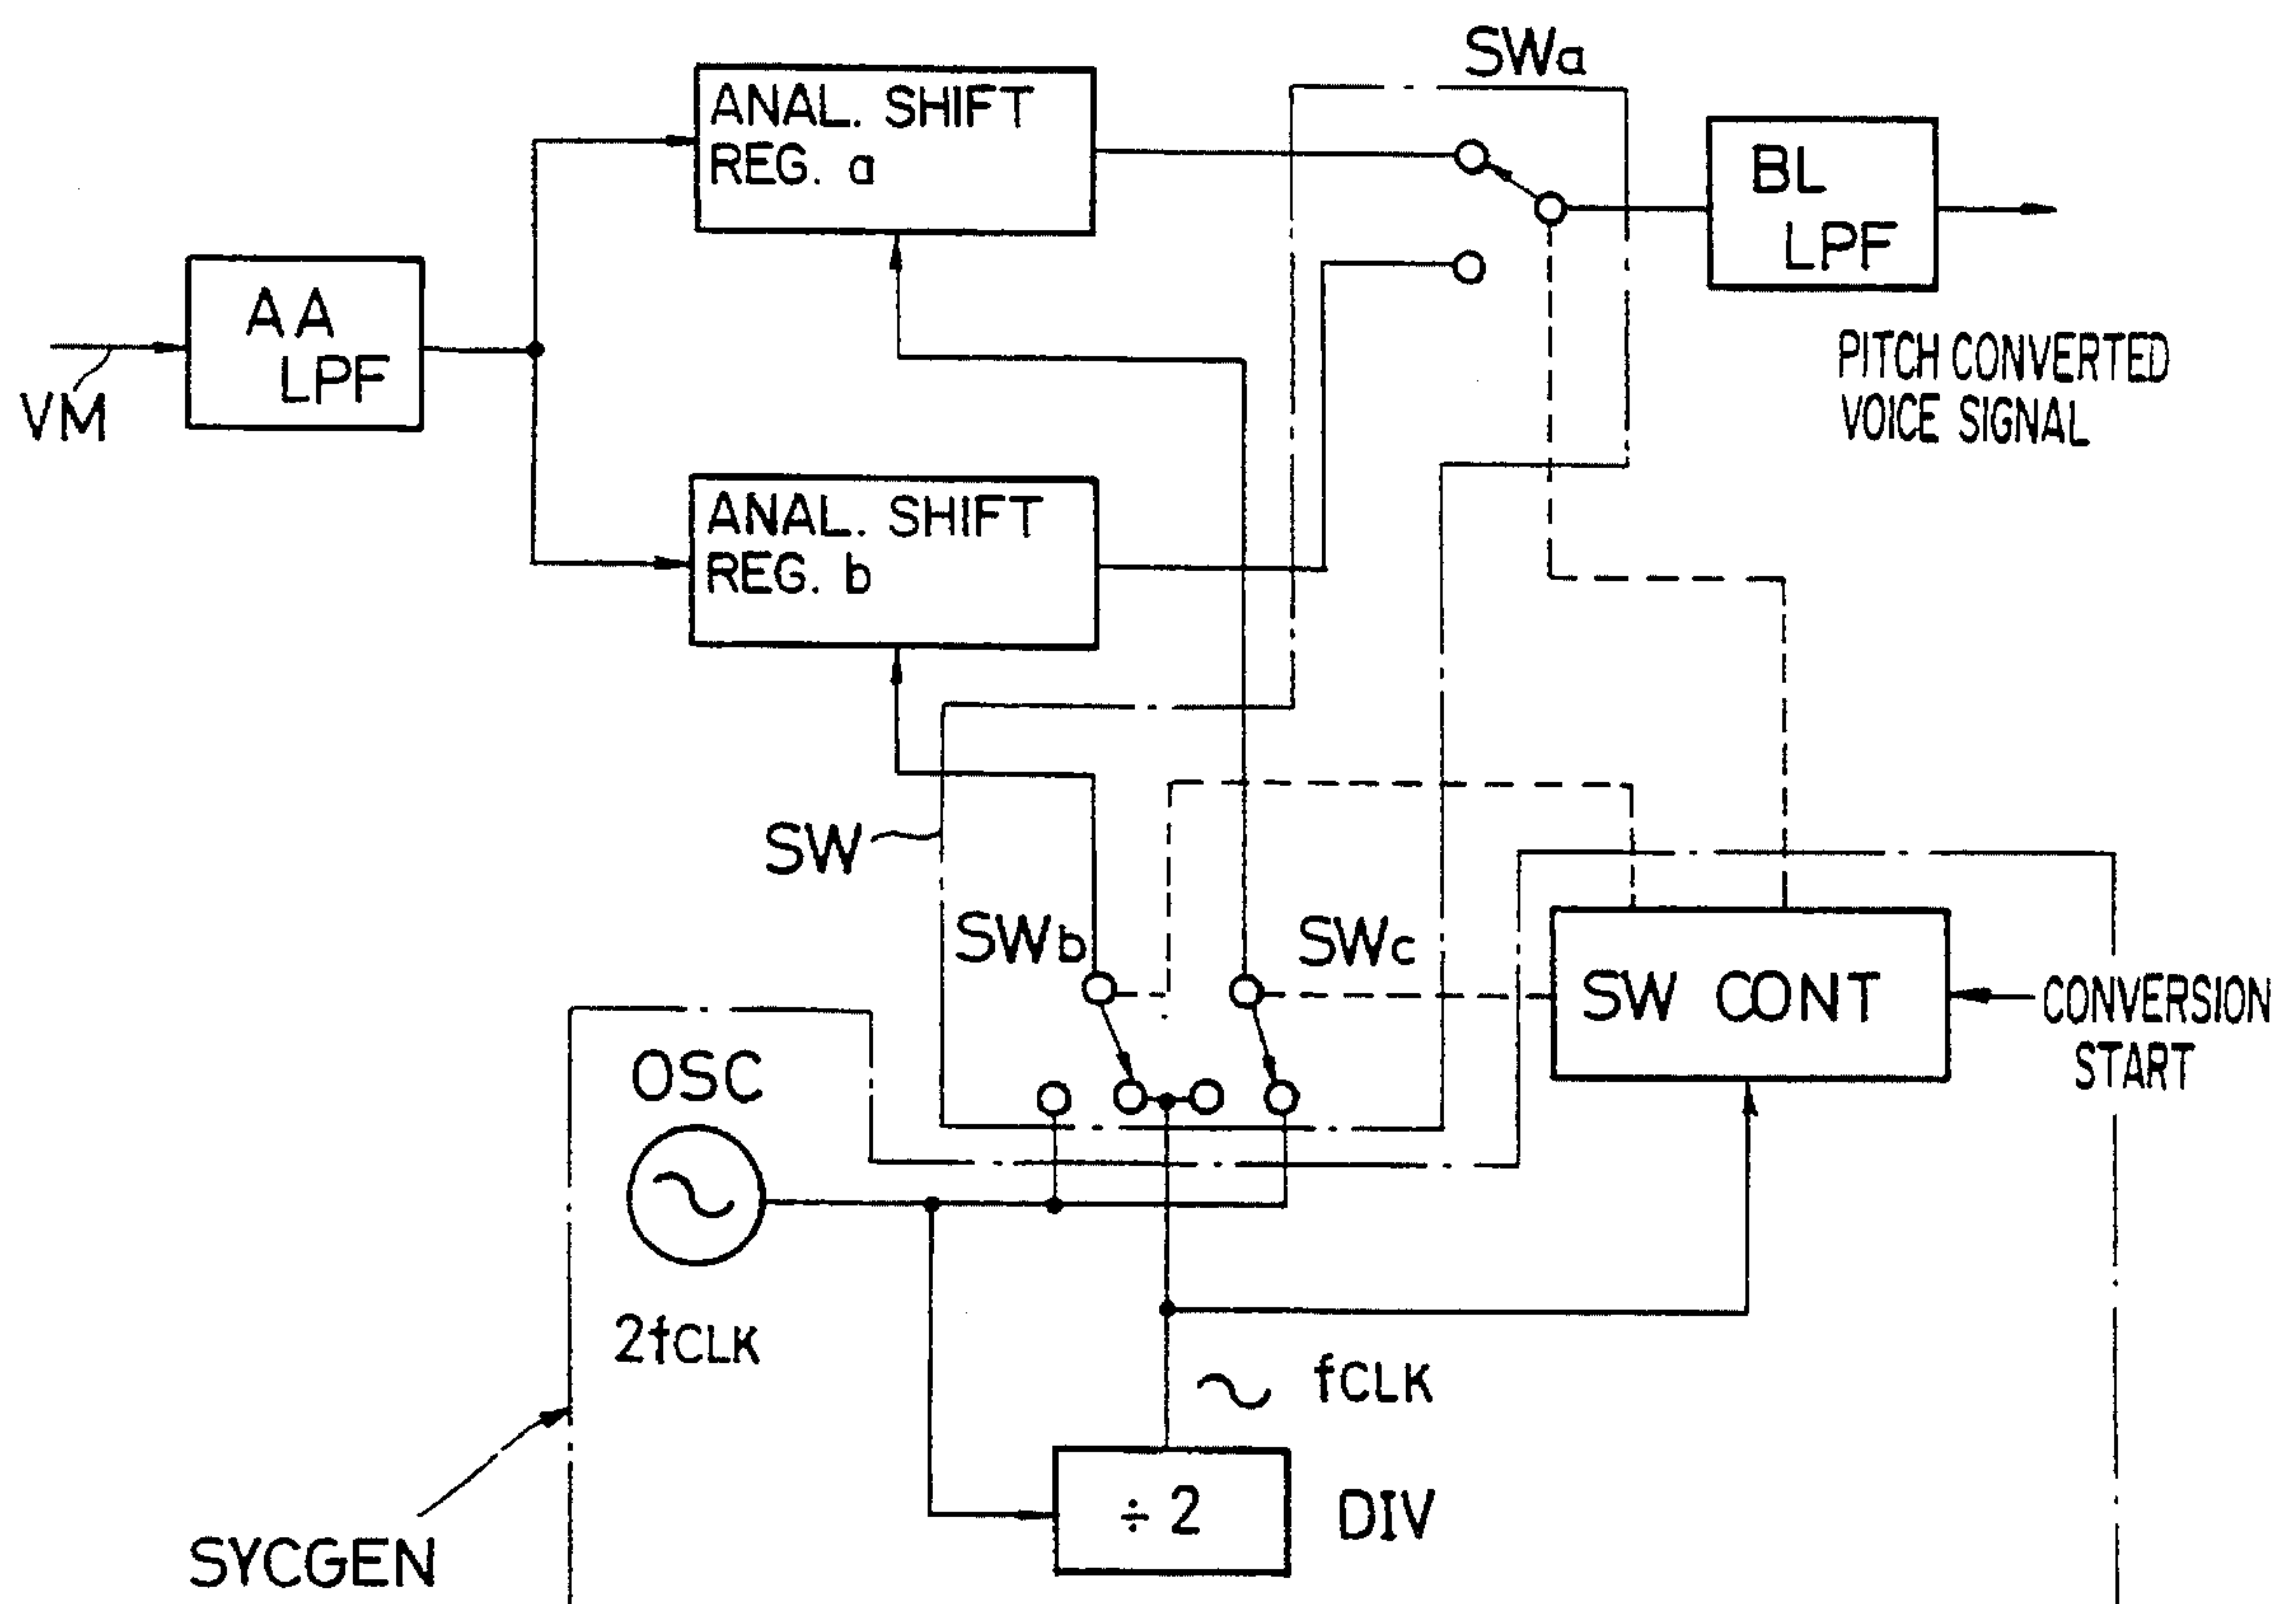 SWa
ANAL. SHIFT
REG. a
BL
LPF
AA
LPF
VM
PITCH CONVERTED
VOICE SIGNAL
ANAL. SHIFT
REG. b
SW
SWb
SWc
SW CONT
CONVERSION
START
OSC
2fCLK
fCLK
÷2
DIV
SYCGEN